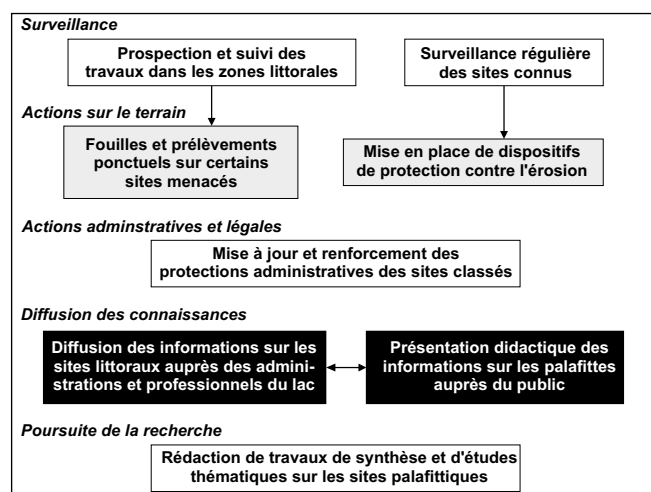 Surveillance
Prospection et suivi des
travaux dans les zones littorales
Surveillance régulière
des sites connus
Actions sur le terrain
Fouilles et prélèvements
ponctuels sur certains
sites menacés
Mise en place de dispositifs
de protection contre l'érosion
Actions adminstratives et légales
Mise à jour et renforcement des
protections administratives des sites classés
Diffusion des connaissances
Diffusion des informations sur les
sites littoraux auprès des admini-
strations et professionnels du lac
Présentation didactique des
informations sur les palafittes
auprès du public
Poursuite de la recherche
Rédaction de travaux de synthèse et d'études
thématiques sur les sites palafittiques